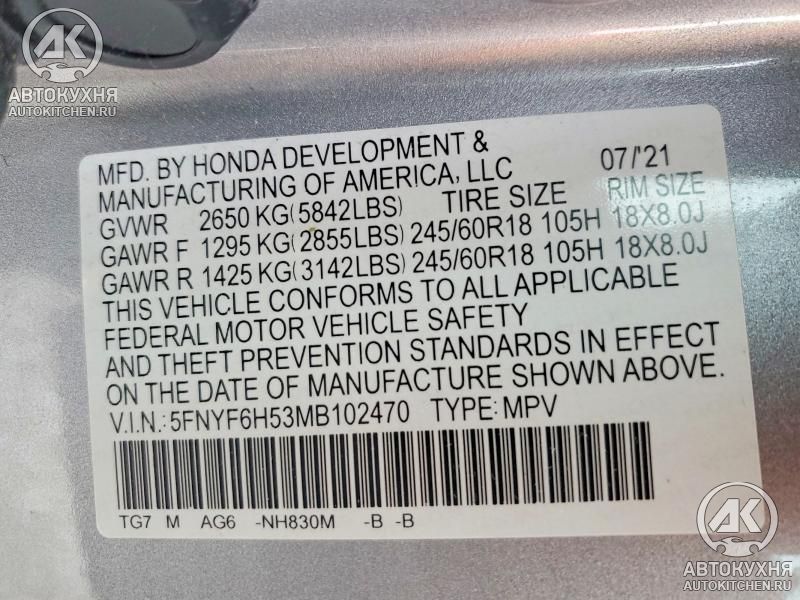 AK
АВТОКУХНЯ
AUTOKITCHEN.RU
MFD. BY HONDA DEVELOPMENT & 07/'21
MANUFACTURING OF AMERICA, LLC
GVWR 2650 KG(5842LBS) TIRE SIZE RIM SIZE
GAWR F 1295 KG(2855LBS) 245/60R18 105H 18X8.0J
GAWR R 1425 KG(3142LBS) 245/60R18 105H 18X8.0J
THIS VEHICLE CONFORMS TO ALL APPLICABLE
FEDERAL MOTOR VEHICLE SAFETY
AND THEFT PREVENTION STANDARDS IN EFFECT
ON THE DATE OF MANUFACTURE SHOWN ABOVE.
V.I.N.:5FNYF6H53MB102470 TYPE: MPV
TG7 M AG6 -NH830M -B -B
AK
АВТОКУХНЯ
AUTOKITCHEN.RU